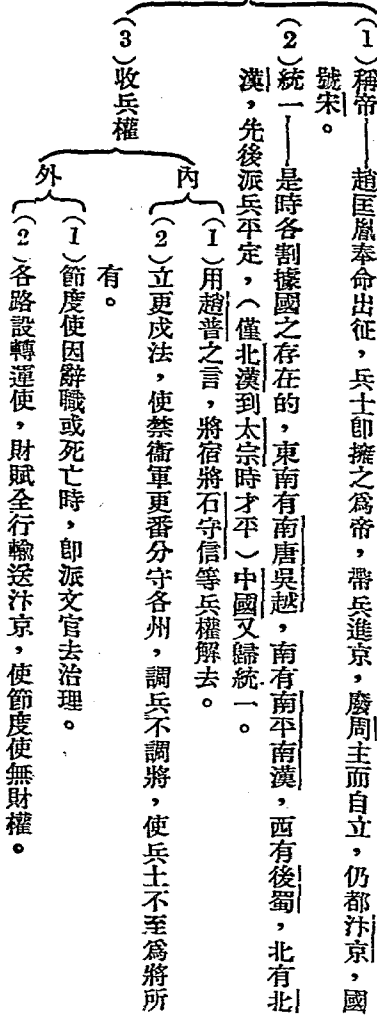 （1）稱帝——趙匡胤奉命出征，兵士卽擁之爲帝，帶兵進京，廢周主而自立，仍都汴京，國
號宋。
（2）統一——是時各割據國之存在的，東南有南唐吳越，南有南平南漢，西有後蜀，北有北
漢，先後派兵平定，（僅北漢到太宗時才平）中國又歸統一。
（3）收兵權
內
（1）用趙普之言，將宿將石守信等兵權解去。
（2）立更戍法，使禁衞軍更番分守各州，調兵不調將，使兵士不至爲將所
有。
外
（1）節度使因辭職或死亡時，卽派文官去治理。
（2）各路設轉運使，財賦全行輸送汴京，使節度使無財權。